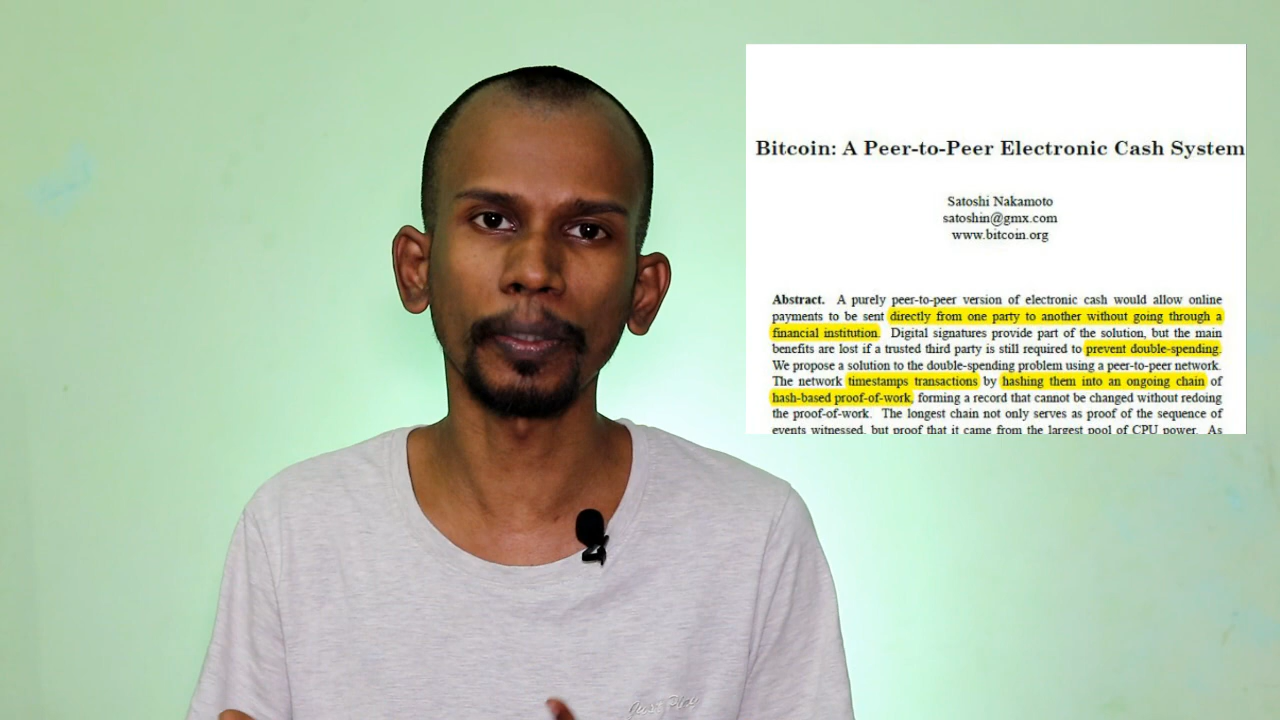 Bitcoin: A Peer-to-Peer Electronic Cash System
Satoshi Nakamoto
satoshin@gmx.com
www.bitcoin.org
Abstract. A purely peer-to-peer version of electronic cash would allow online
payments to be sent directly from one party to another without going through a
financial institution. Digital signatures provide part of the solution, but the main
benefits are lost if a trusted third party is still required to prevent double-spending.
We propose a solution to the double-spending problem using a peer-to-peer network.
The network timestamps transactions by hashing them into an ongoing chain of
hash-based proof-of-work, forming a record that cannot be changed without redoing
the proof-of-work. The longest chain not only serves as proof of the sequence of
events witnessed, but proof that it came from the largest pool of CPU power. As
Just